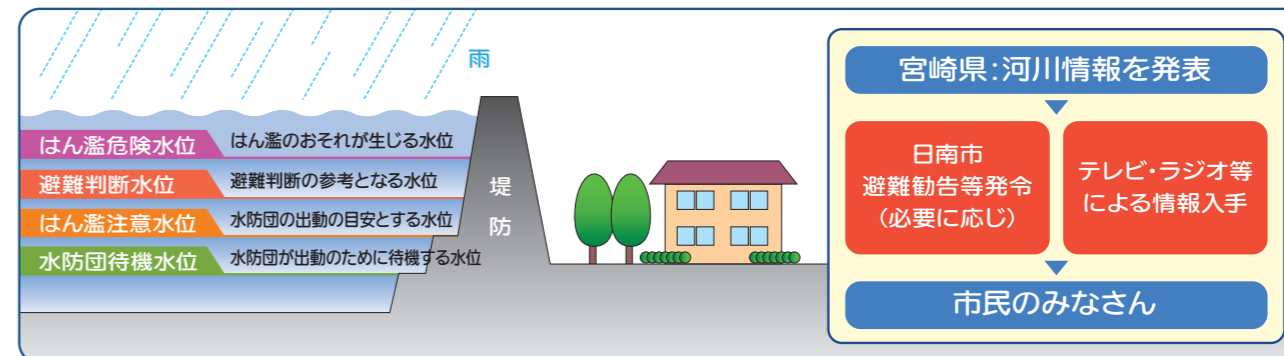 雨
はん濫危険水位
はん濫のおそれが生じる水位
避難判断水位
避難判断の参考となる水位
はん濫注意水位
水防団の出動の目安とする水位
水防団待機水位
水防団が出動のために待機する水位
堤防
宮崎県:河川情報を発表
日南市
避難勧告等発令
(必要に応じ)
テレビ・ラジオ等
による情報入手
市民のみなさん